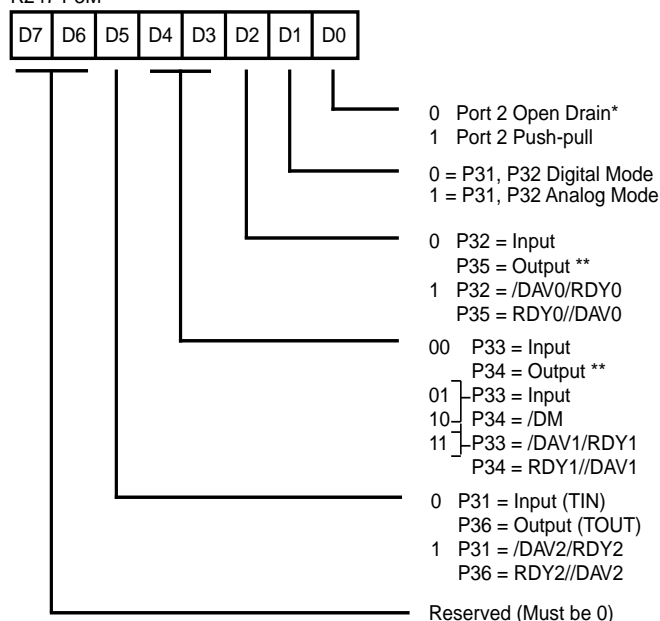 D7 D6 D5 D4 D3 D2 D1 D0
0 Port 2 Open Drain*
1 Port 2 Push-pull
0 = P31, P32 Digital Mode
1 = P31, P32 Analog Mode
0 P32 = Input
P35 = Output **
1 P32 = /DAV0/RDY0
P35 = RDY0//DAV0
00 P33 = Input
P34 = Output **
01 P33 = Input
10 P34 = /DM
11 P33 = /DAV1/RDY1
P34 = RDY1//DAV1
0 P31 = Input (TIN)
P36 = Output (TOUT)
1 P31 = /DAV2/RDY2
P36 = RDY2//DAV2
Reserved (Must be 0)